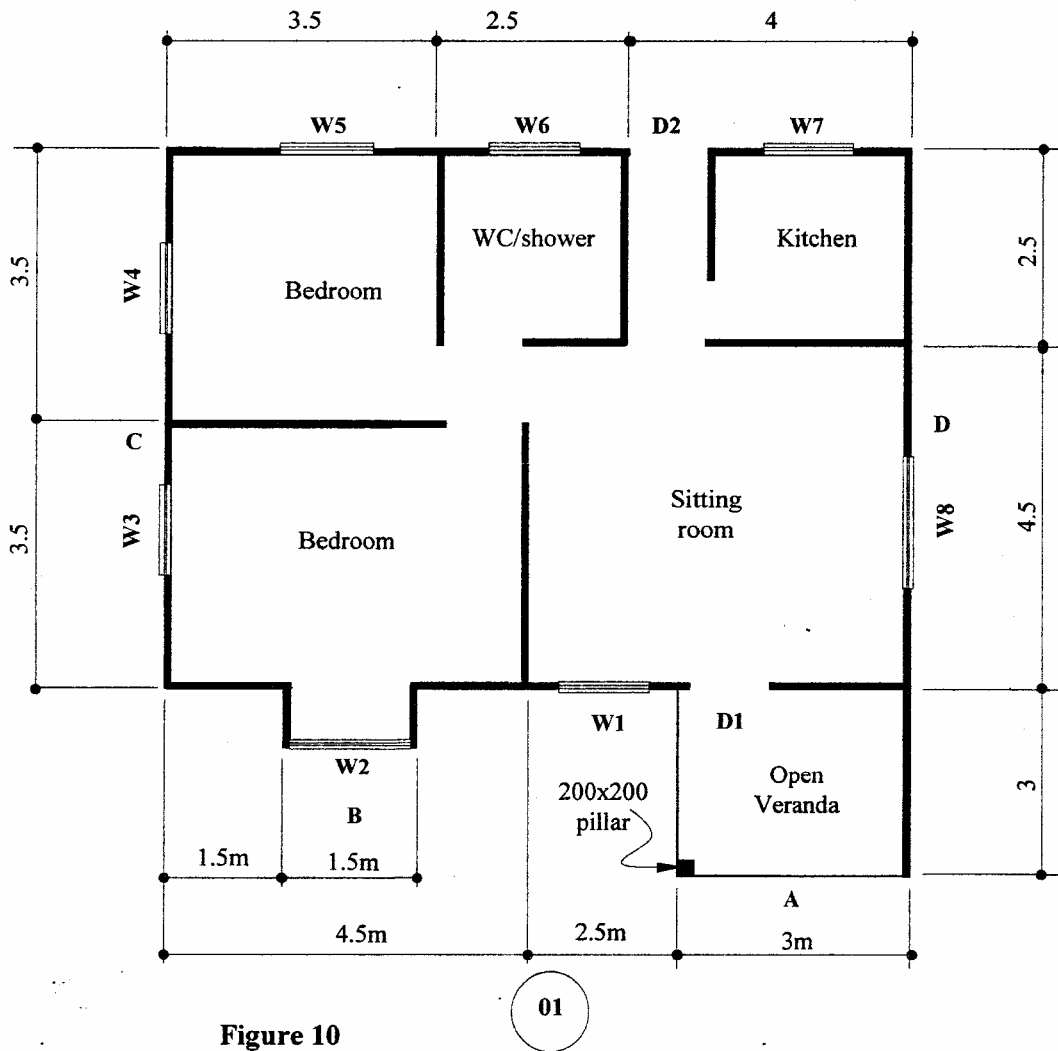 3.5 2.5 4
W5 W6 D2 W7
WC/shower Kitchen
3.5 W4 Bedroom 2.5
C D
3.5 W3 Bedroom Sitting room W8 4.5
W2 W1 D1
B 200x200 pillar Open Veranda 3
1.5m 1.5m A
4.5m 2.5m 3m
01
Figure 10